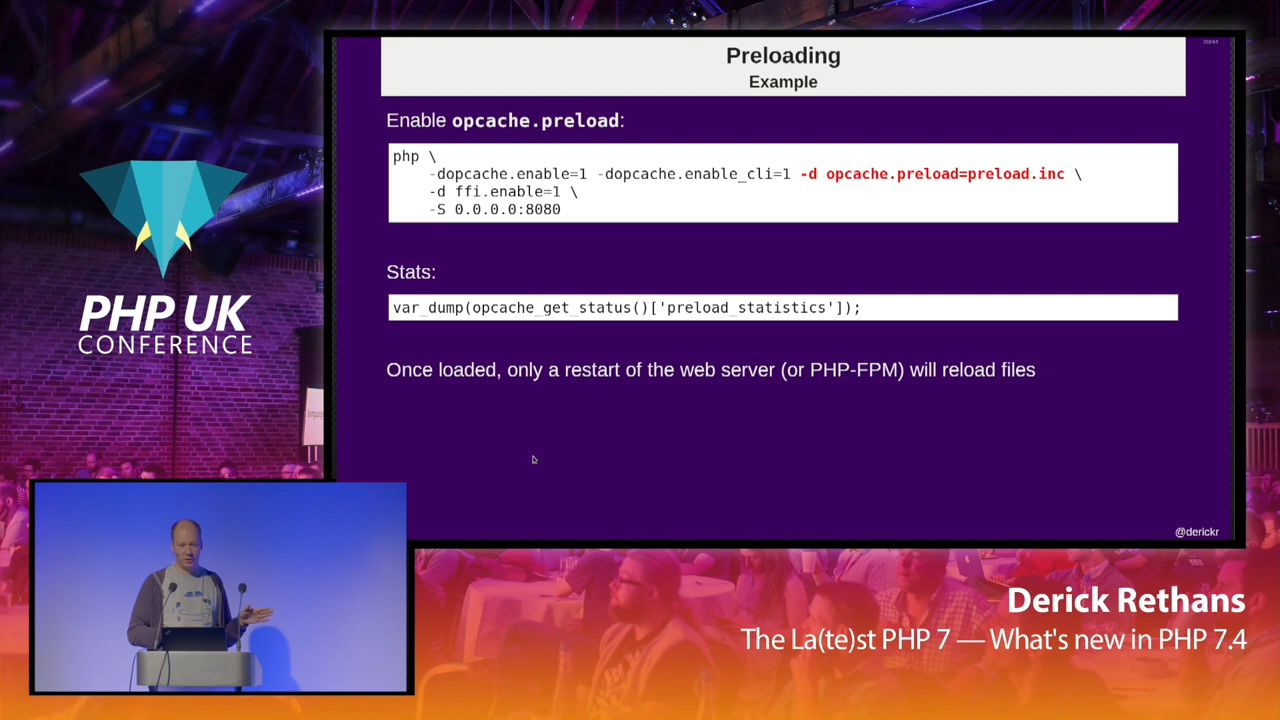 Preloading
Example
Enable opcache.preload:
php \
-dopcache.enable=1 -dopcache.enable_cli=1 -d opcache.preload=preload.inc \
-d ffi.enable=1 \
-S 0.0.0.0:8080
Stats:
var_dump(opcache_get_status()['preload_statistics']);
Once loaded, only a restart of the web server (or PHP-FPM) will reload files
@derickr
PHP UK
CONFERENCE
Derick Rethans
The La(te)st PHP 7 — What's new in PHP 7.4